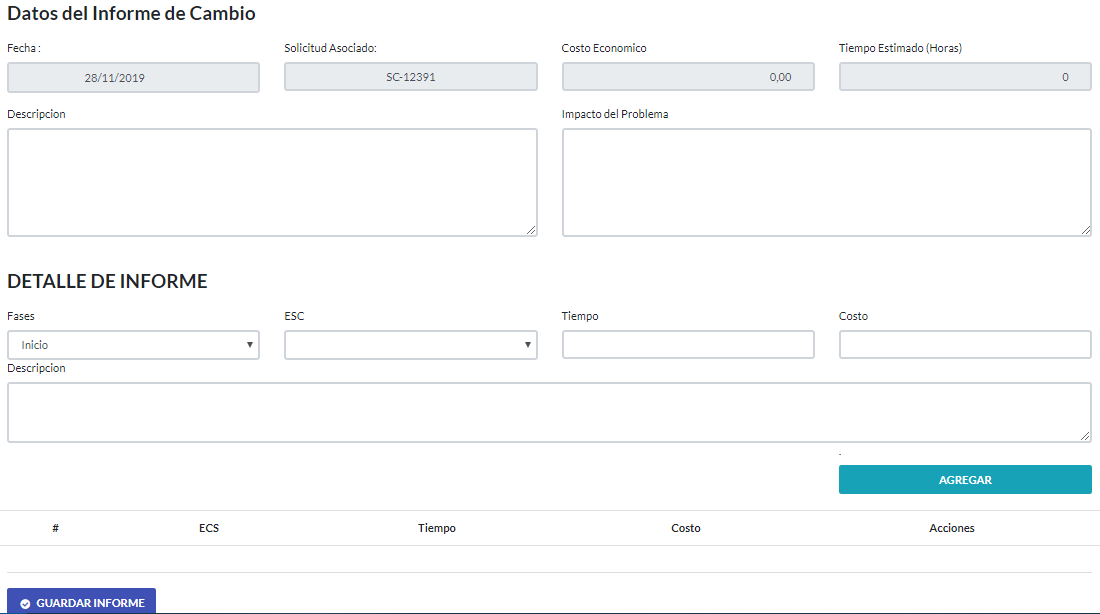 Datos del Informe de Cambio
Fecha : Solicitud Asociado: Costo Economico Tiempo Estimado (Horas)
28/11/2019 SC-12391 0,00 0
Descripcion Impacto del Problema
DETALLE DE INFORME
Fases ESC Tiempo Costo
Inicio
Descripcion
.
AGREGAR
# ECS Tiempo Costo Acciones
GUARDAR INFORME